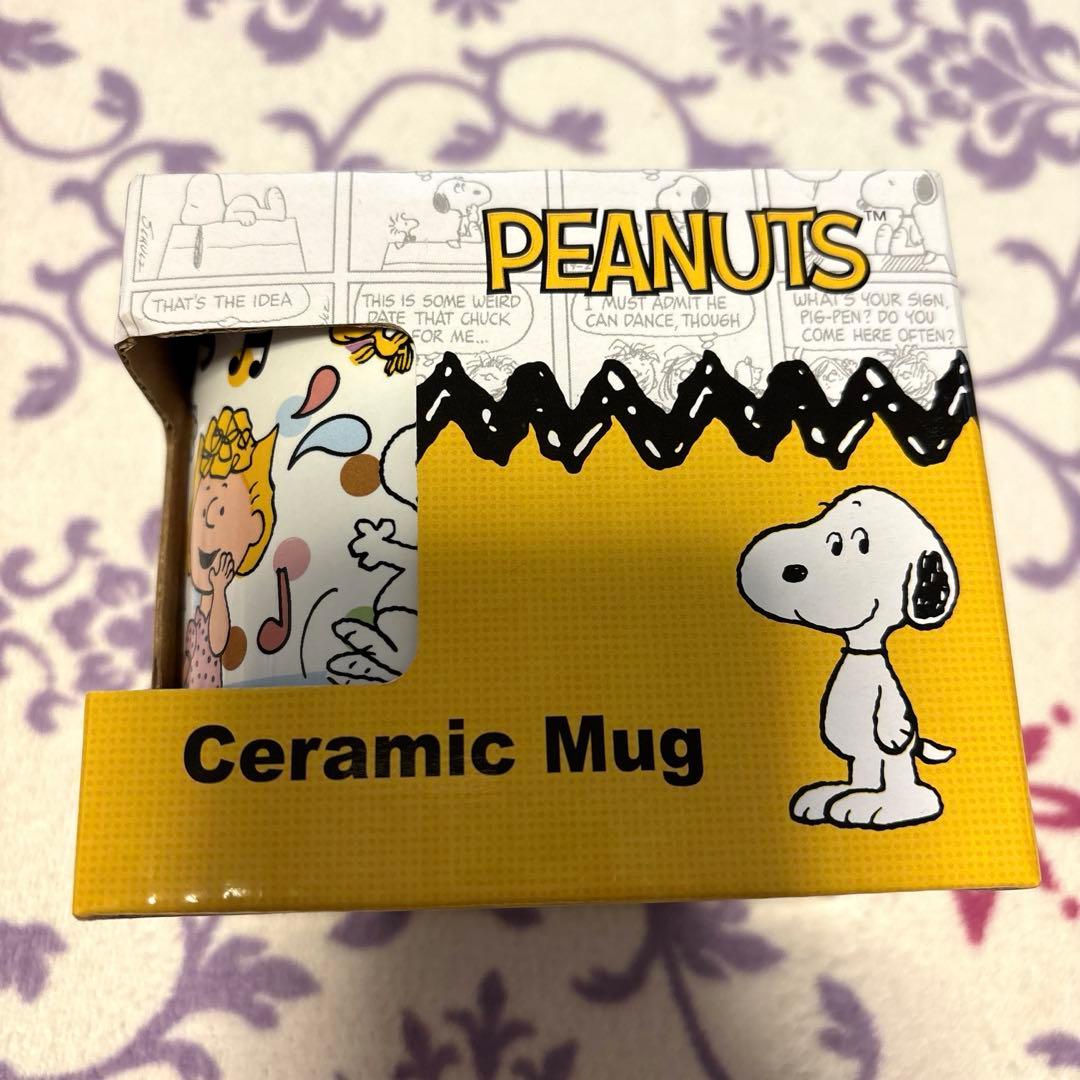 SCHULZ
PEANUTS™
THAT'S THE IDEA
THIS IS SOME WEIRD
DATE THAT CHUCK
FOR ME...
I MUST ADMIT HE
CAN DANCE, THOUGH
WHAT'S YOUR SIGN,
PIG-PEN? DO YOU
COME HERE OFTEN?
Ceramic Mug